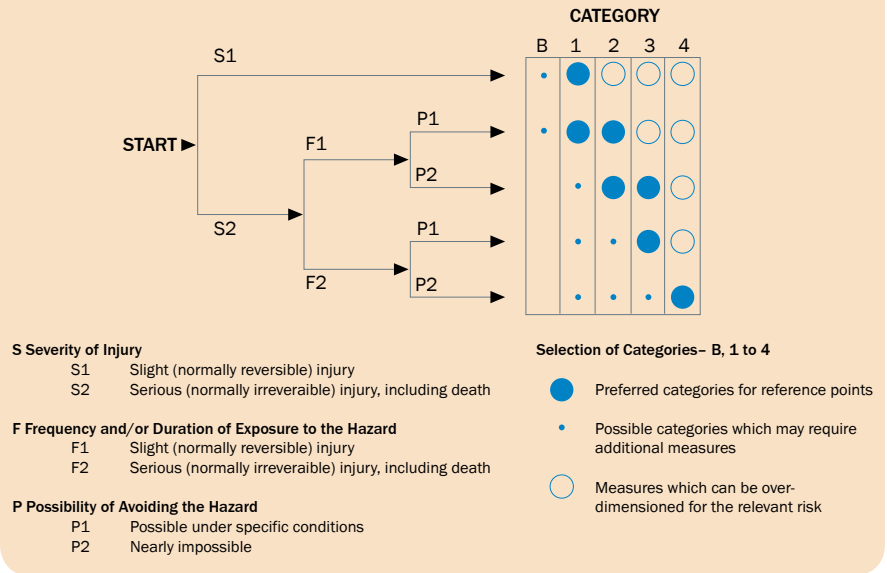 CATEGORY
B 1 2 3 4
S1
P1
START F1
P2
S2
P1
F2
P2
S Severity of Injury
S1 Slight (normally reversible) injury
S2 Serious (normally irreveraible) injury, including death
F Frequency and/or Duration of Exposure to the Hazard
F1 Slight (normally reversible) injury
F2 Serious (normally irreveraible) injury, including death
P Possibility of Avoiding the Hazard
P1 Possible under specific conditions
P2 Nearly impossible
Selection of Categories– B, 1 to 4
Preferred categories for reference points
Possible categories which may require
additional measures
Measures which can be over-
dimensioned for the relevant risk